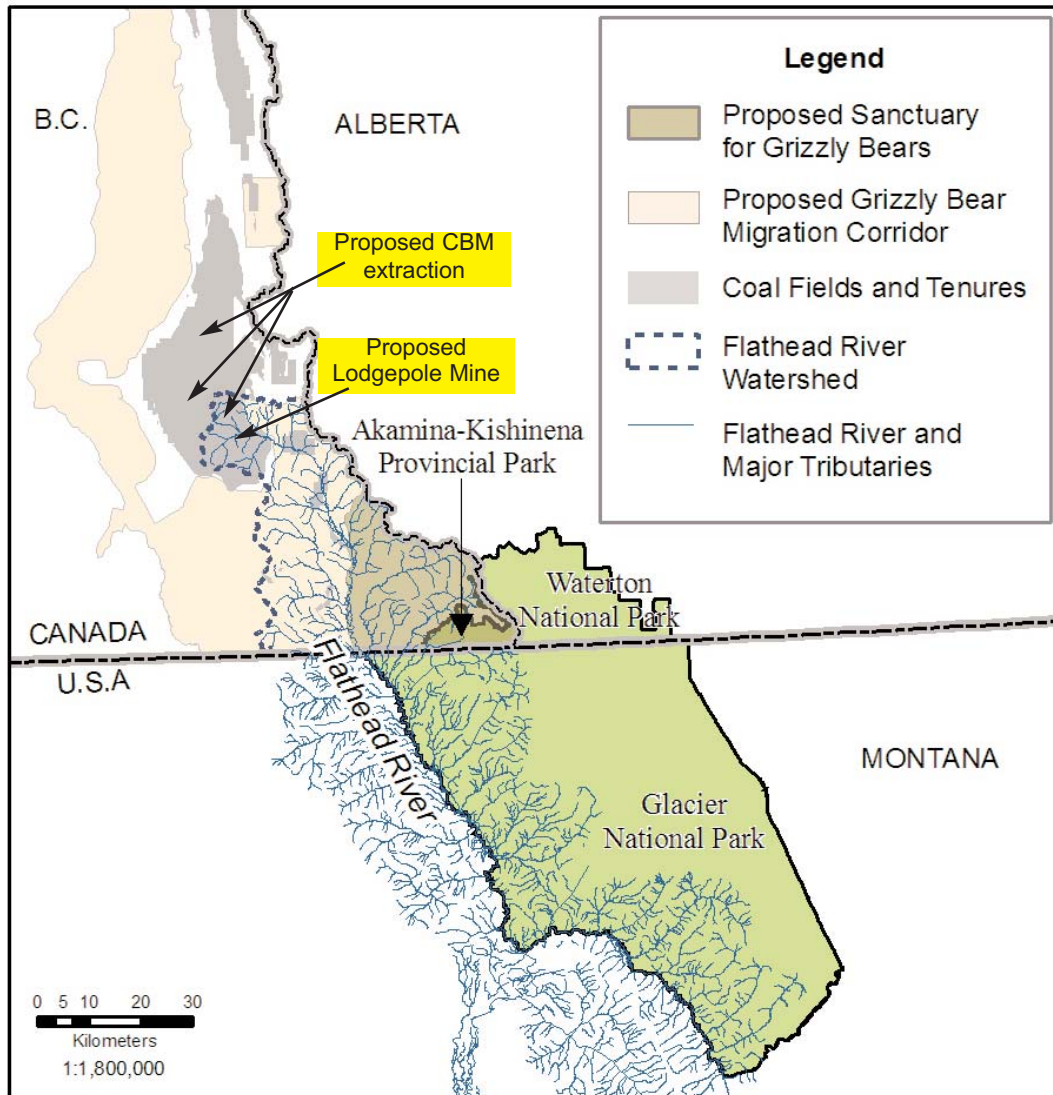 Legend
Proposed Sanctuary
for Grizzly Bears
Proposed Grizzly Bear
Migration Corridor
Coal Fields and Tenures
Flathead River
Watershed
Flathead River and
Major Tributaries
B.C.
ALBERTA
Proposed CBM
extraction
Proposed
Lodgepole Mine
Akamina-Kishinena
Provincial Park
Waterton
National Park
CANADA
U.S.A
Flathead River
MONTANA
Glacier
National Park
0 5 10 20 30
Kilometers
1:1,800,000